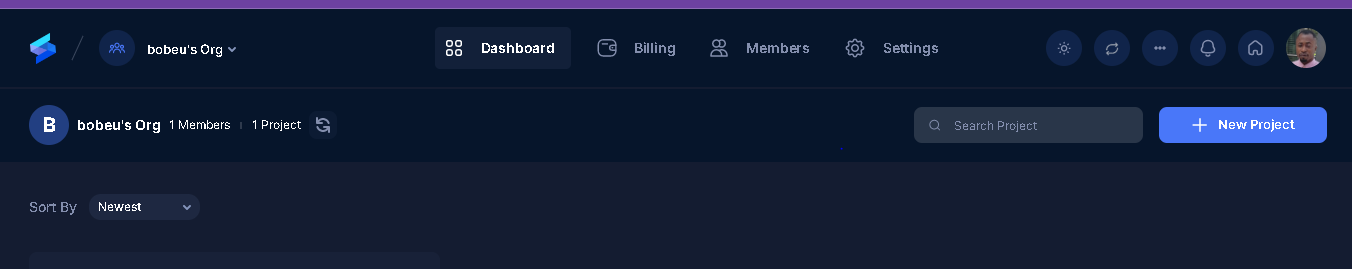 bobeu's Org Dashboard Billing Members Settings
B bobeu's Org 1 Members 1 Project Search Project New Project
Sort By Newest